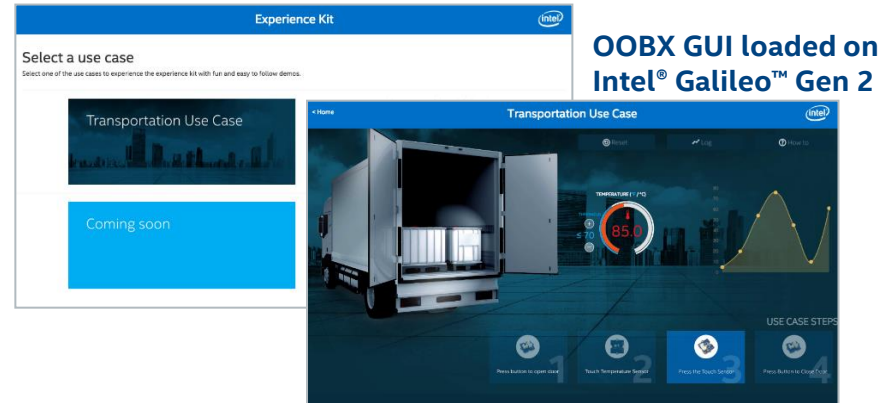 Experience Kit
intel
Select a use case
Select one of the use cases to experience the experience kit with fun and easy to follow demos.
Transportation Use Case
Coming soon
OOBX GUI loaded on
Intel® Galileo™ Gen 2
< Home
Transportation Use Case
intel
Reset
Log
How to
TEMPERATURE (°F/°C)
≤ 70
85.0
USE CASE STEPS
1
Press button to open door
2
Touch Temperature Sensor
3
Press the Touch Sensor
4
Press Button to Close Door